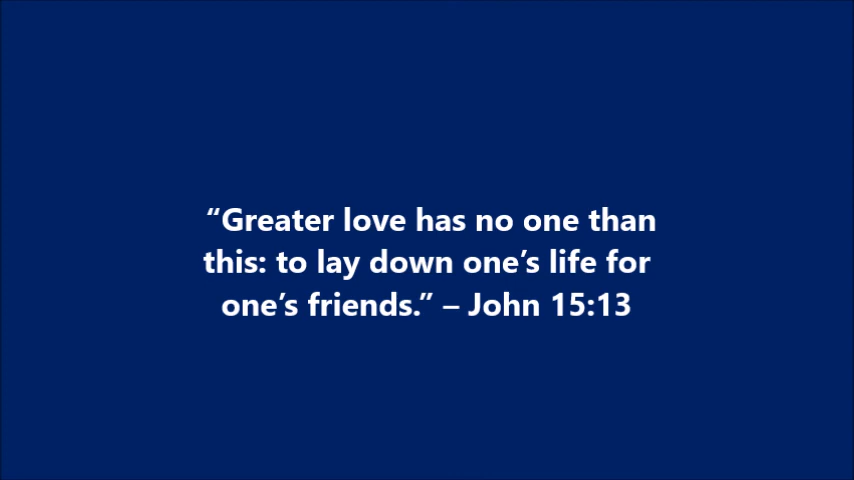 “Greater love has no one than
this: to lay down one’s life for
one’s friends.” – John 15:13